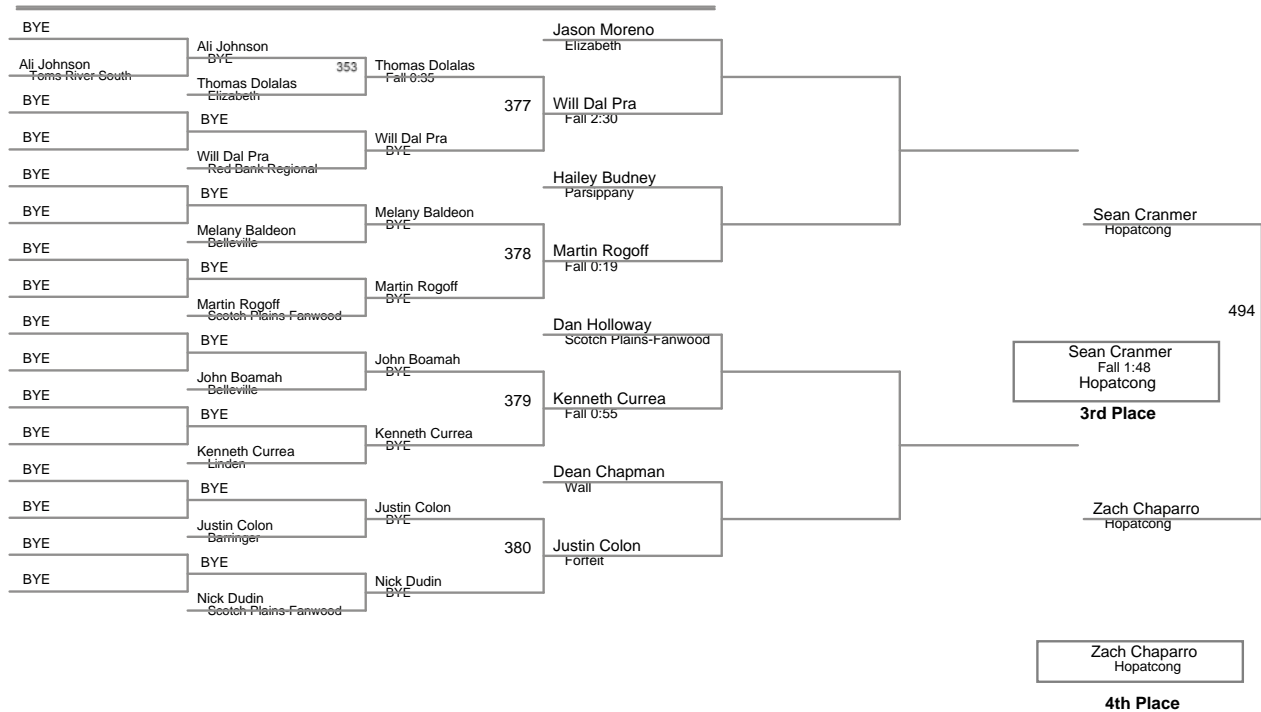 BYE
Ali Johnson
Toms River South
BYE
BYE
BYE
BYE
BYE
BYE
BYE
BYE
BYE
BYE
BYE
BYE
BYE
BYE
Ali Johnson
BYE
353
Thomas Dolalas
Elizabeth
BYE
Will Dal Pra
Red Bank Regional
BYE
Melany Baldeon
Belleville
BYE
Martin Rogoff
Scotch Plains-Fanwood
BYE
John Boamah
Belleville
BYE
Kenneth Currea
Linden
BYE
Justin Colon
Barringer
BYE
Nick Dudin
Scotch Plains-Fanwood
Thomas Dolalas
Fall 0:35
377
Will Dal Pra
BYE
Melany Baldeon
BYE
378
Martin Rogoff
BYE
John Boamah
BYE
379
Kenneth Currea
BYE
Justin Colon
BYE
380
Nick Dudin
BYE
Jason Moreno
Elizabeth
Will Dal Pra
Fall 2:30
Hailey Budney
Parsippany
Martin Rogoff
Fall 0:19
Dan Holloway
Scotch Plains-Fanwood
Kenneth Currea
Fall 0:55
Dean Chapman
Wall
Justin Colon
Forfeit
Sean Cranmer
Hopatcong
494
Sean Cranmer
Fall 1:48
Hopatcong
3rd Place
Zach Chaparro
Hopatcong
Zach Chaparro
Hopatcong
4th Place